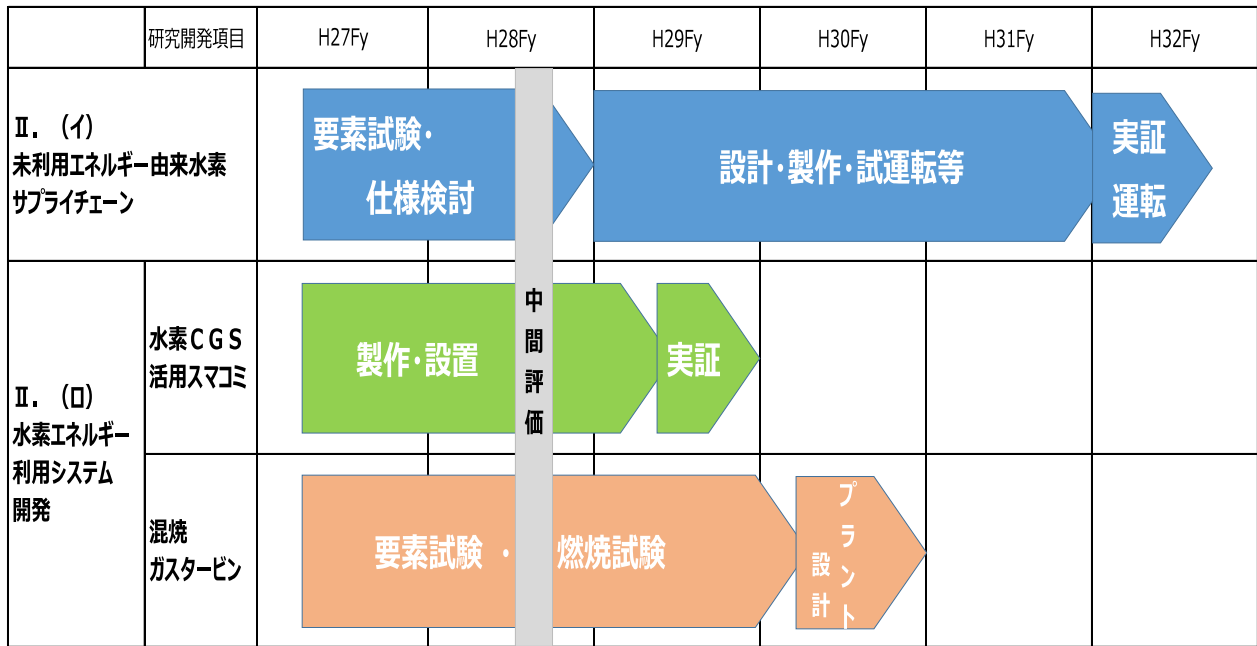 研究開発項目
H27Fy
H28Fy
H29Fy
H30Fy
H31Fy
H32Fy
Ⅱ．（イ）
未利用エネルギー由来水素
サプライチェーン
要素試験・
仕様検討
設計・製作・試運転等
実証
運転
中間評価
Ⅱ．（ロ）
水素エネルギー
利用システム
開発
水素ＣＧＳ
活用スマコミ
製作・設置
実証
混焼
ガスタービン
要素試験・燃焼試験
プラント
設計